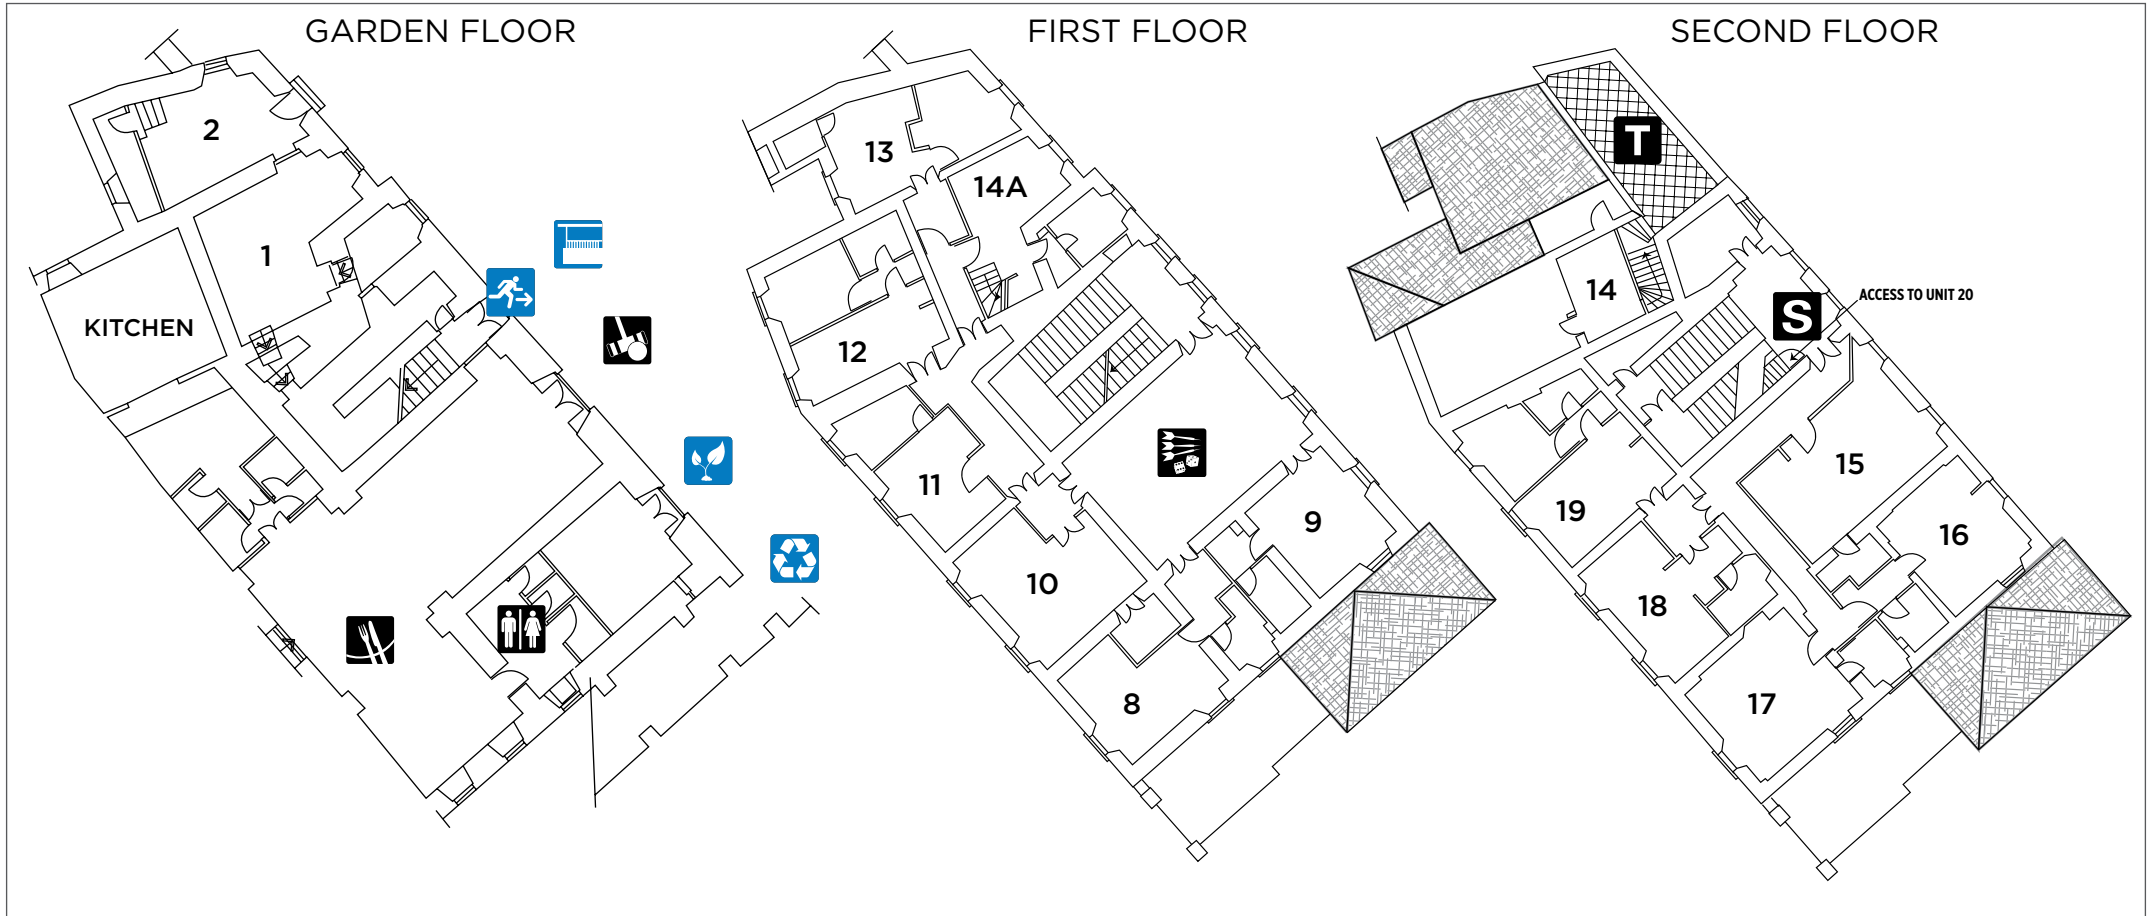 GARDEN FLOOR
FIRST FLOOR
SECOND FLOOR
2
1
KITCHEN
13
14A
12
11
10
9
8
T
14
S
ACCESS TO UNIT 20
15
19
16
18
17